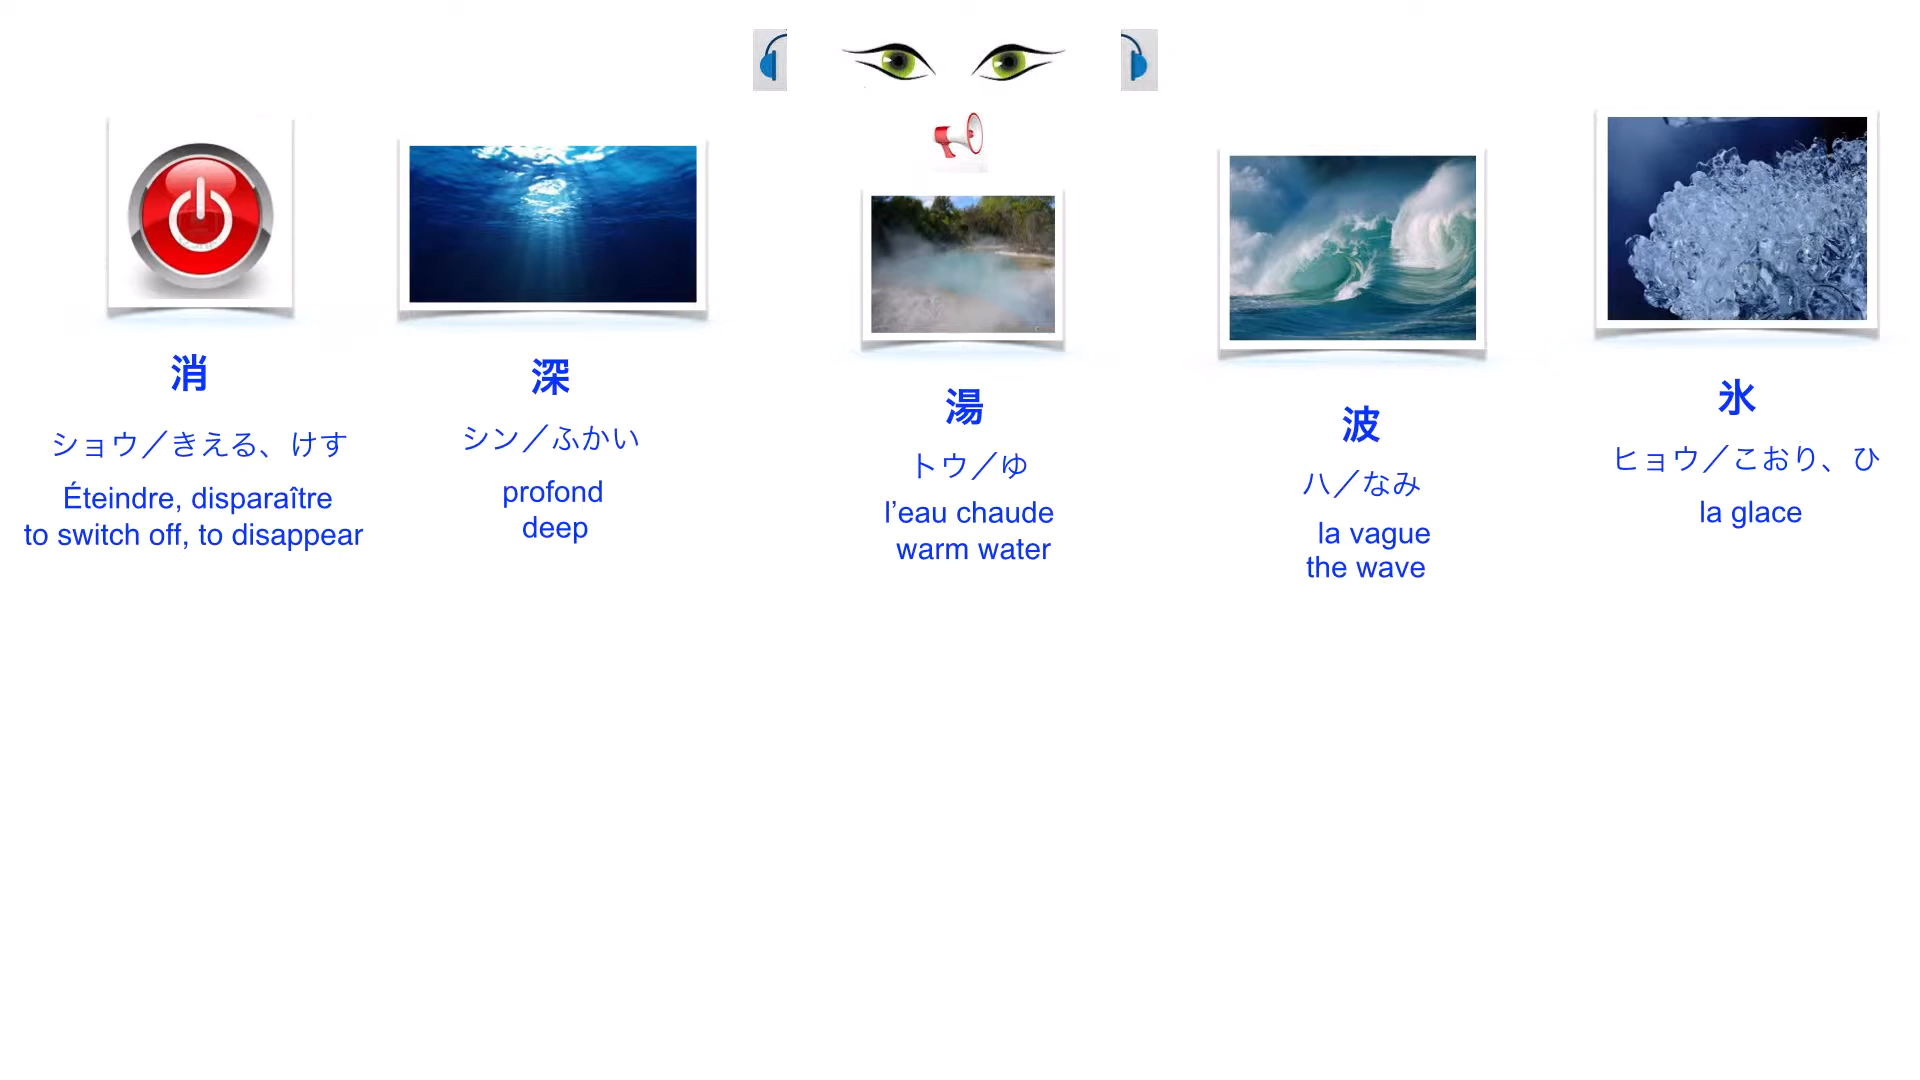 消
ショウ／きえる、けす
Éteindre, disparaître
to switch off, to disappear
深
シン／ふかい
profond
deep
湯
トウ／ゆ
l’eau chaude
warm water
波
ハ／なみ
la vague
the wave
氷
ヒョウ／こおり、ひ
la glace